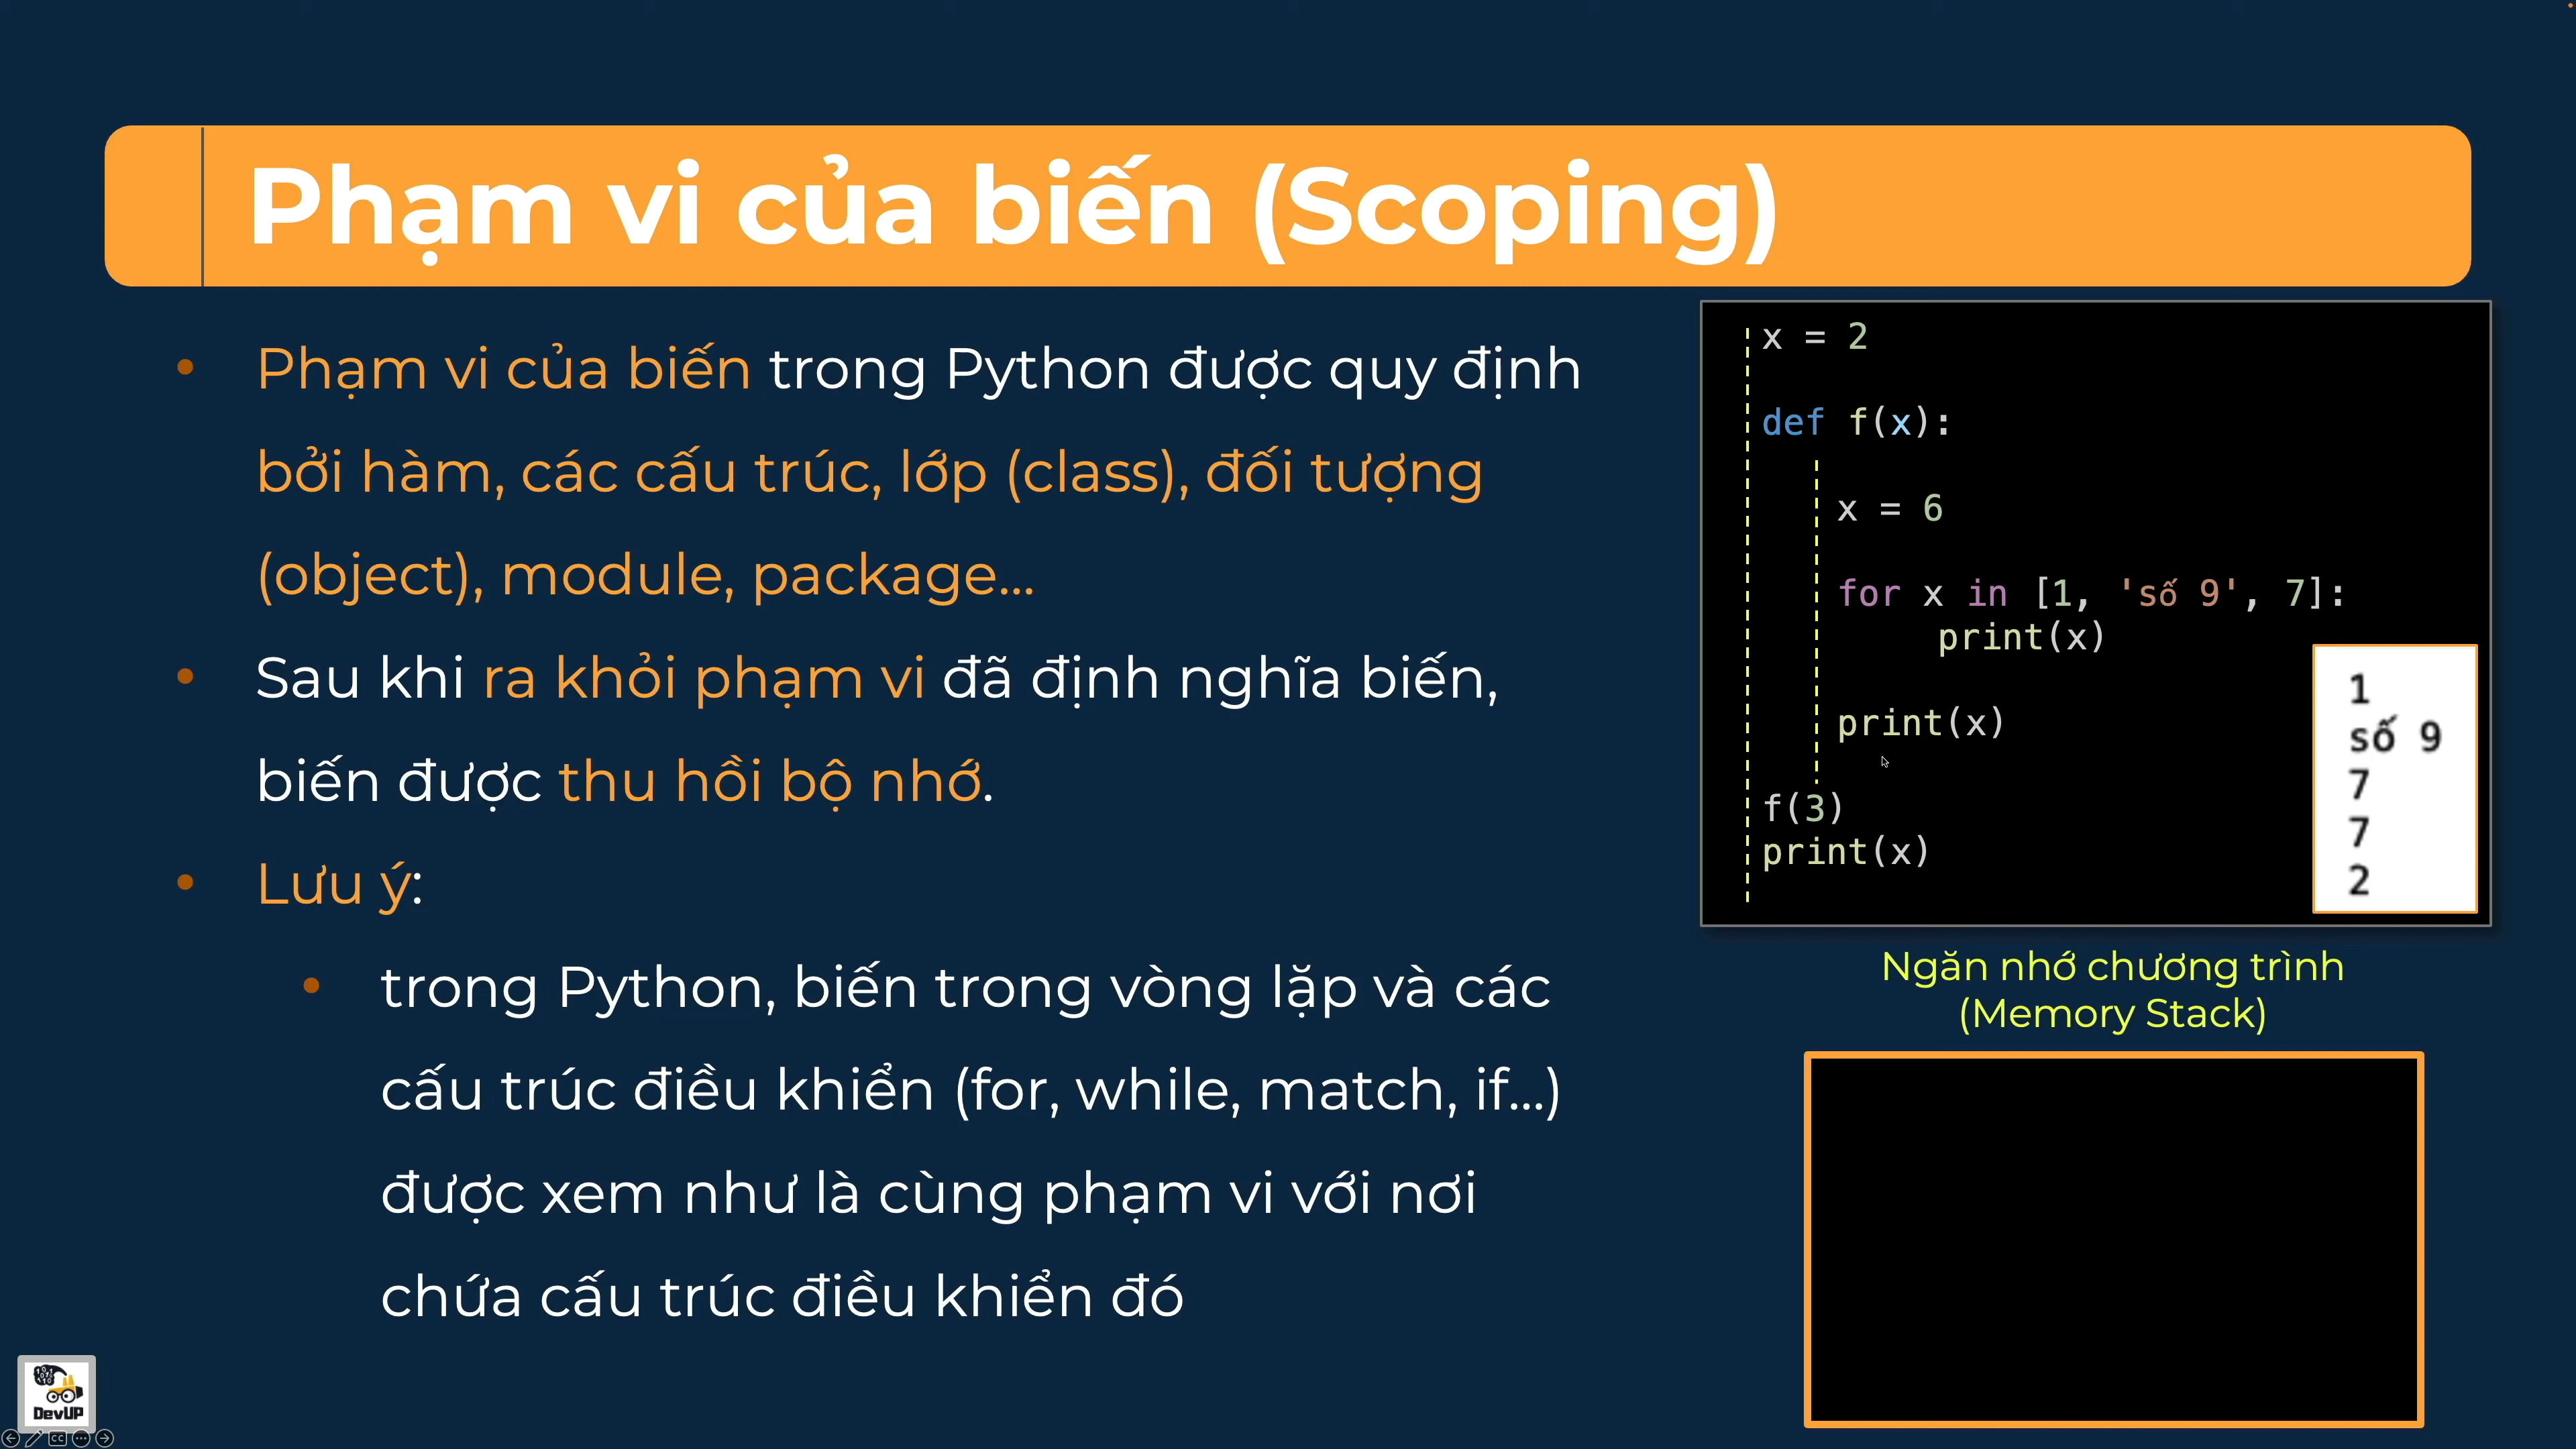 Phạm vi của biến (Scoping)
• Phạm vi của biến trong Python được quy định
bởi hàm, các cấu trúc, lớp (class), đối tượng
(object), module, package...
• Sau khi ra khỏi phạm vi đã định nghĩa biến,
biến được thu hồi bộ nhớ.
• Lưu ý:
• trong Python, biến trong vòng lặp và các
cấu trúc điều khiển (for, while, match, if...)
được xem như là cùng phạm vi với nơi
chứa cấu trúc điều khiển đó
x = 2
def f(x):
x = 6
for x in [1, 'số 9', 7]:
print(x)
print(x)
f(3)
print(x)
1
số 9
7
7
2
Ngăn nhớ chương trình
(Memory Stack)
DevUP
CC